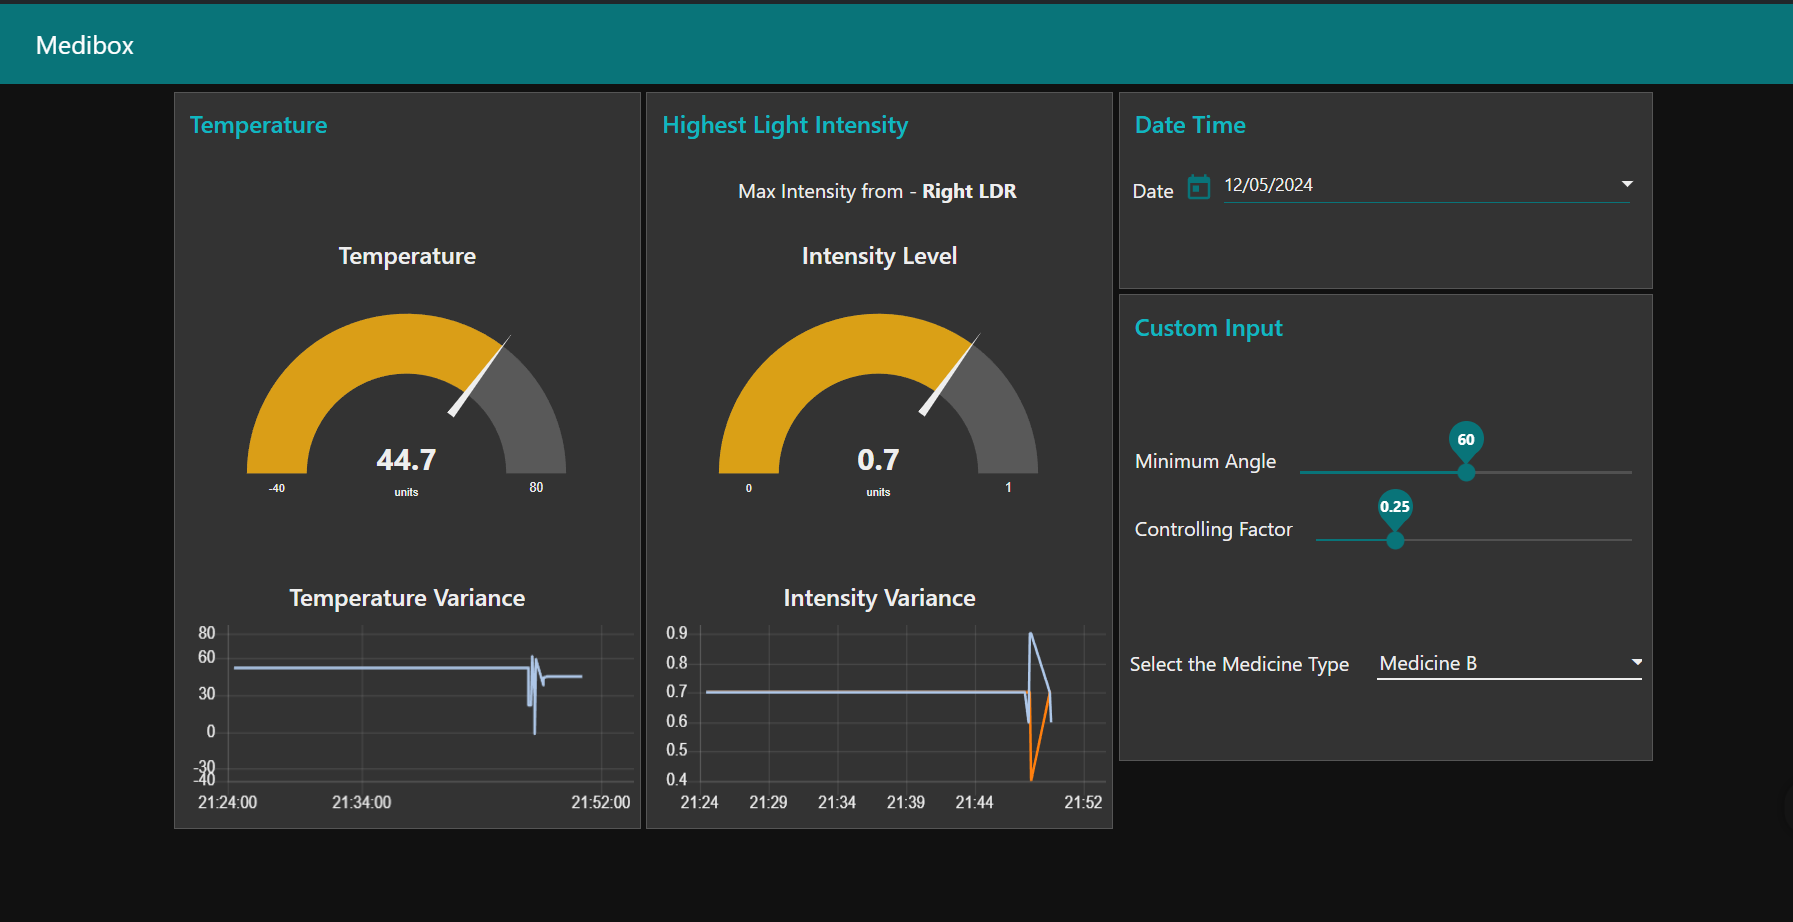 Medibox
Temperature
Temperature
44.7
-40
units
80
Temperature Variance
80
60
30
0
-30
-40
21:24:00
21:34:00
21:52:00
Highest Light Intensity
Max Intensity from - Right LDR
Intensity Level
0.7
0
units
1
Intensity Variance
0.9
0.8
0.7
0.6
0.5
0.4
21:24
21:29
21:34
21:39
21:44
21:52
Date Time
Date
12/05/2024
Custom Input
60
Minimum Angle
0.25
Controlling Factor
Select the Medicine Type
Medicine B